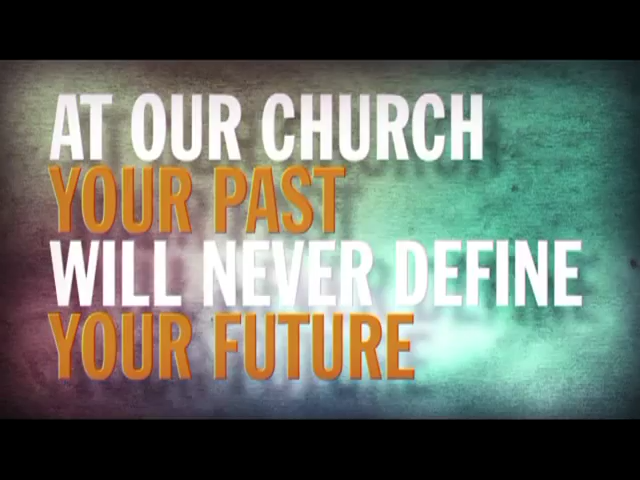 AT OUR CHURCH
YOUR PAST
WILL NEVER DEFINE
YOUR FUTURE